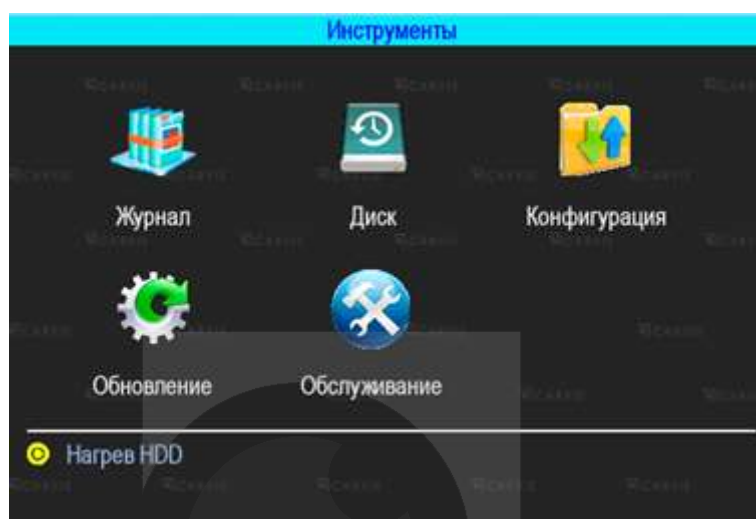 Инструменты
Журнал Диск Конфигурация
Обновление Обслуживание
Нагрев HDD